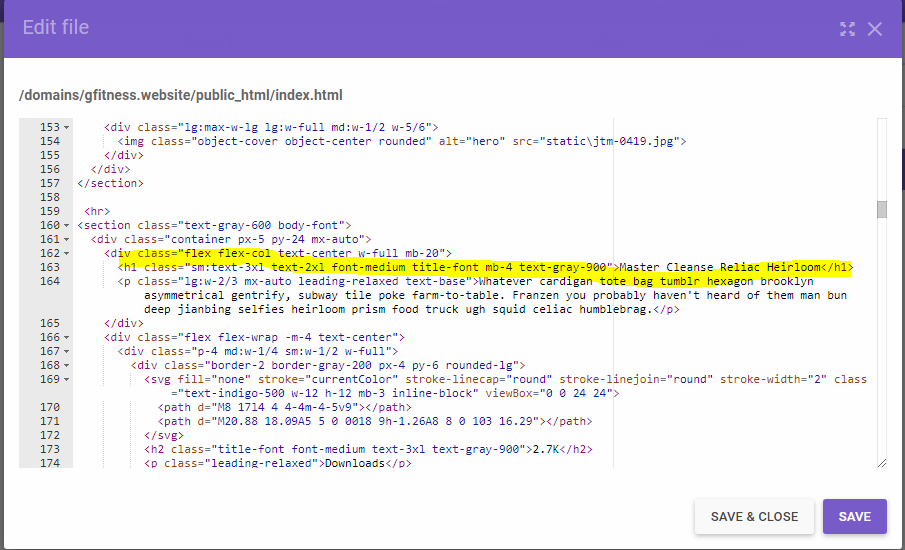 Edit file
/domains/gfitness.website/public_html/index.html
153 <div class="lg:max-w-lg lg:w-full md:w-1/2 w-5/6">
154 <img class="object-cover object-center rounded" alt="hero" src="static\jtm-0419.jpg">
155 </div>
156 </div>
157 </section>
158
159 <hr>
160 <section class="text-gray-600 body-font">
161 <div class="container px-5 py-24 mx-auto">
162 <div class="flex flex-col text-center w-full mb-20">
163 <h1 class="sm:text-3xl text-2xl font-medium title-font mb-4 text-gray-900">Master Cleanse Reliac Heirloom</h1>
164 <p class="lg:w-2/3 mx-auto leading-relaxed text-base">Whatever cardigan tote bag tumblr hexagon brooklyn
asymmetrical gentrify, subway tile poke farm-to-table. Franzen you probably haven't heard of them man bun
deep jianbing selfies heirloom prism food truck ugh squid celiac humblebrag.</p>
165 </div>
166 <div class="flex flex-wrap -m-4 text-center">
167 <div class="p-4 md:w-1/4 sm:w-1/2 w-full">
168 <div class="border-2 border-gray-200 px-4 py-6 rounded-lg">
169 <svg fill="none" stroke="currentColor" stroke-linecap="round" stroke-linejoin="round" stroke-width="2" class
="text-indigo-500 w-12 h-12 mb-3 inline-block" viewBox="0 0 24 24">
170 <path d="M8 17l4 4 4-4m-4-5v9"></path>
171 <path d="M20.88 18.09A5 5 0 0018 9h-1.26A8 8 0 103 16.29"></path>
172 </svg>
173 <h2 class="title-font font-medium text-3xl text-gray-900">2.7K</h2>
174 <p class="leading-relaxed">Downloads</p>
SAVE & CLOSE
SAVE